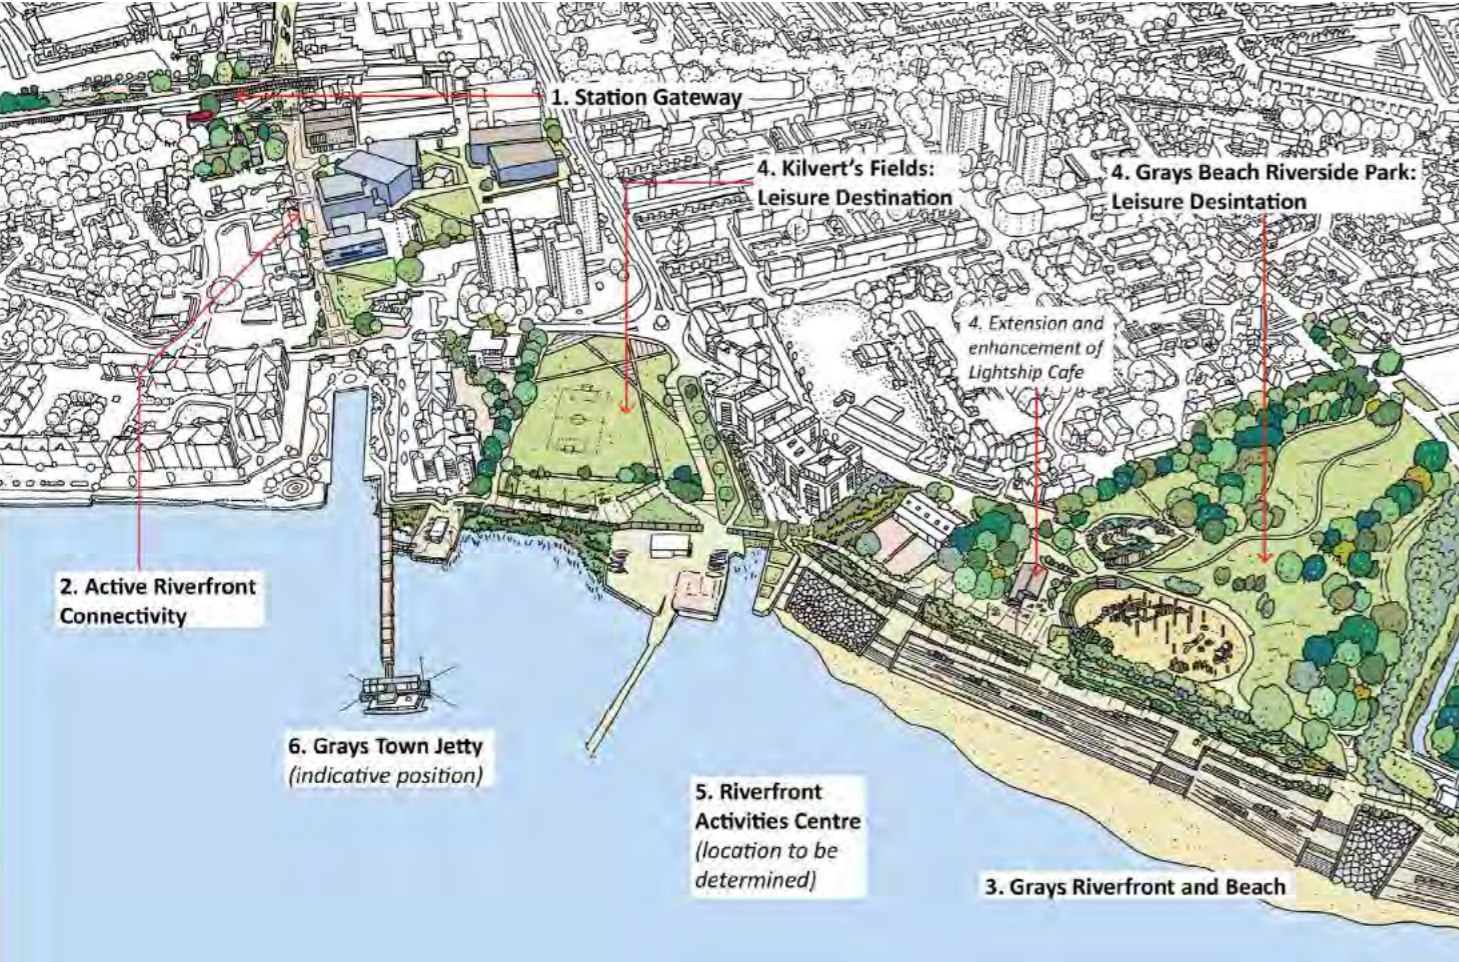 1. Station Gateway
4. Kilvert's Fields:
Leisure Destination
4. Grays Beach Riverside Park:
Leisure Desintation
4. Extension and
enhancement of
Lightship Cafe
2. Active Riverfront
Connectivity
6. Grays Town Jetty
(indicative position)
5. Riverfront
Activities Centre
(location to be
determined)
3. Grays Riverfront and Beach